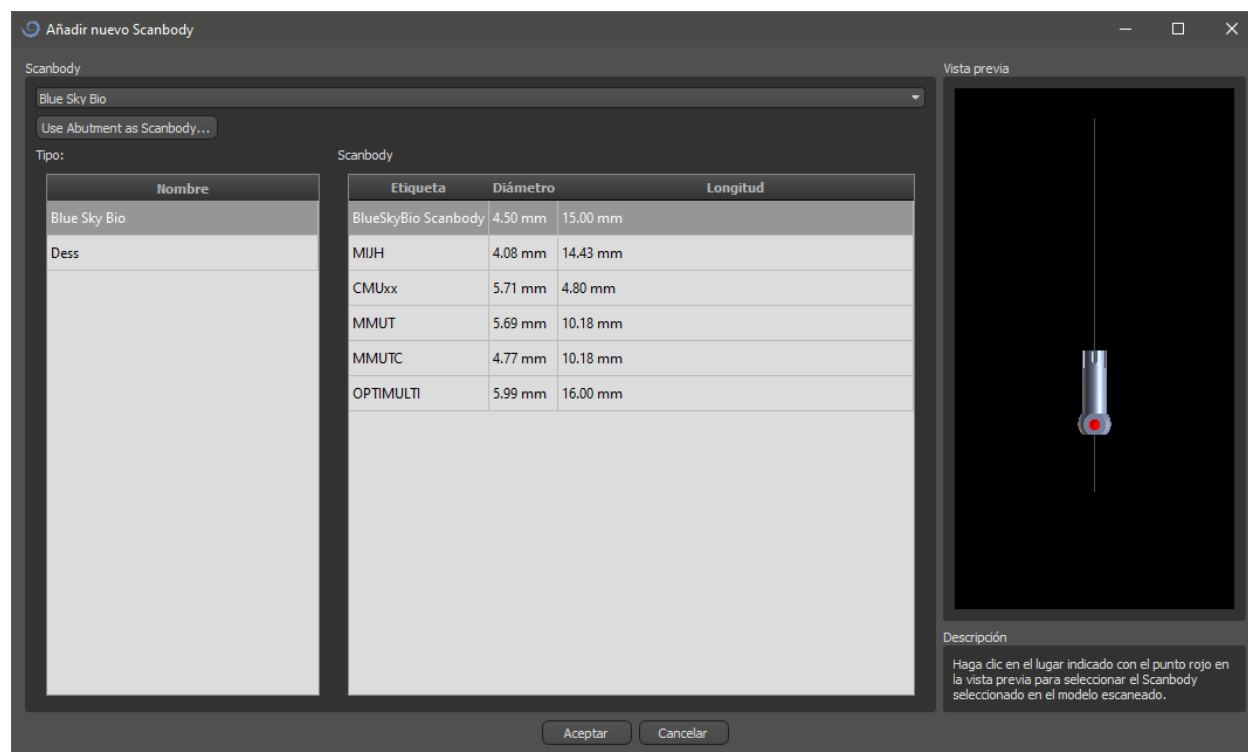 Añadir nuevo Scanbody
Scanbody
Vista previa
Blue Sky Bio
Use Abutment as Scanbody...
Tipo:
Scanbody
Nombre
Blue Sky Bio
Dess
Etiqueta Diámetro Longitud
BlueSkyBio Scanbody 4.50 mm 15.00 mm
MIJH 4.08 mm 14.43 mm
CMUxx 5.71 mm 4.80 mm
MMUT 5.69 mm 10.18 mm
MMUTC 4.77 mm 10.18 mm
OPTIMULTI 5.99 mm 16.00 mm
Descripción
Haga clic en el lugar indicado con el punto rojo en
la vista previa para seleccionar el Scanbody
seleccionado en el modelo escaneado.
Aceptar Cancelar